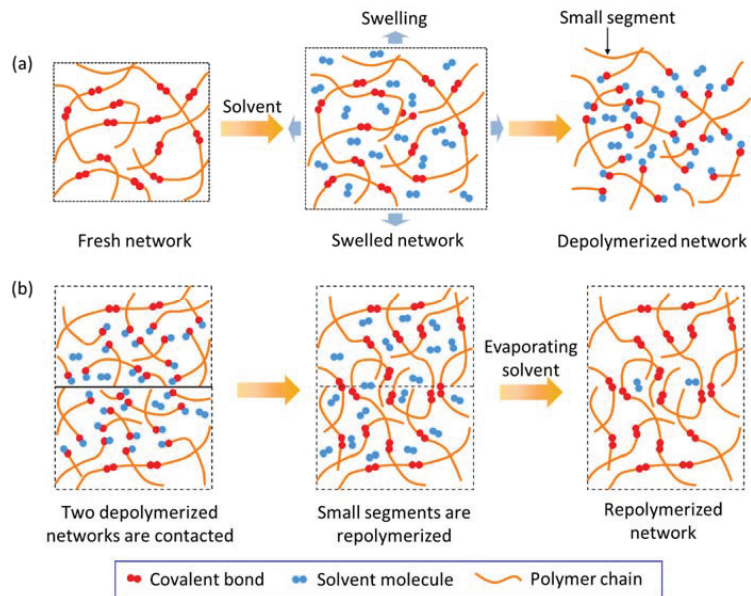 Swelling
Small segment
(a)
Solvent
Fresh network
Swelled network
Depolymerized network
(b)
Evaporating
solvent
Two depolymerized
networks are contacted
Small segments are
repolymerized
Repolymerized
network
Covalent bond
Solvent molecule
Polymer chain